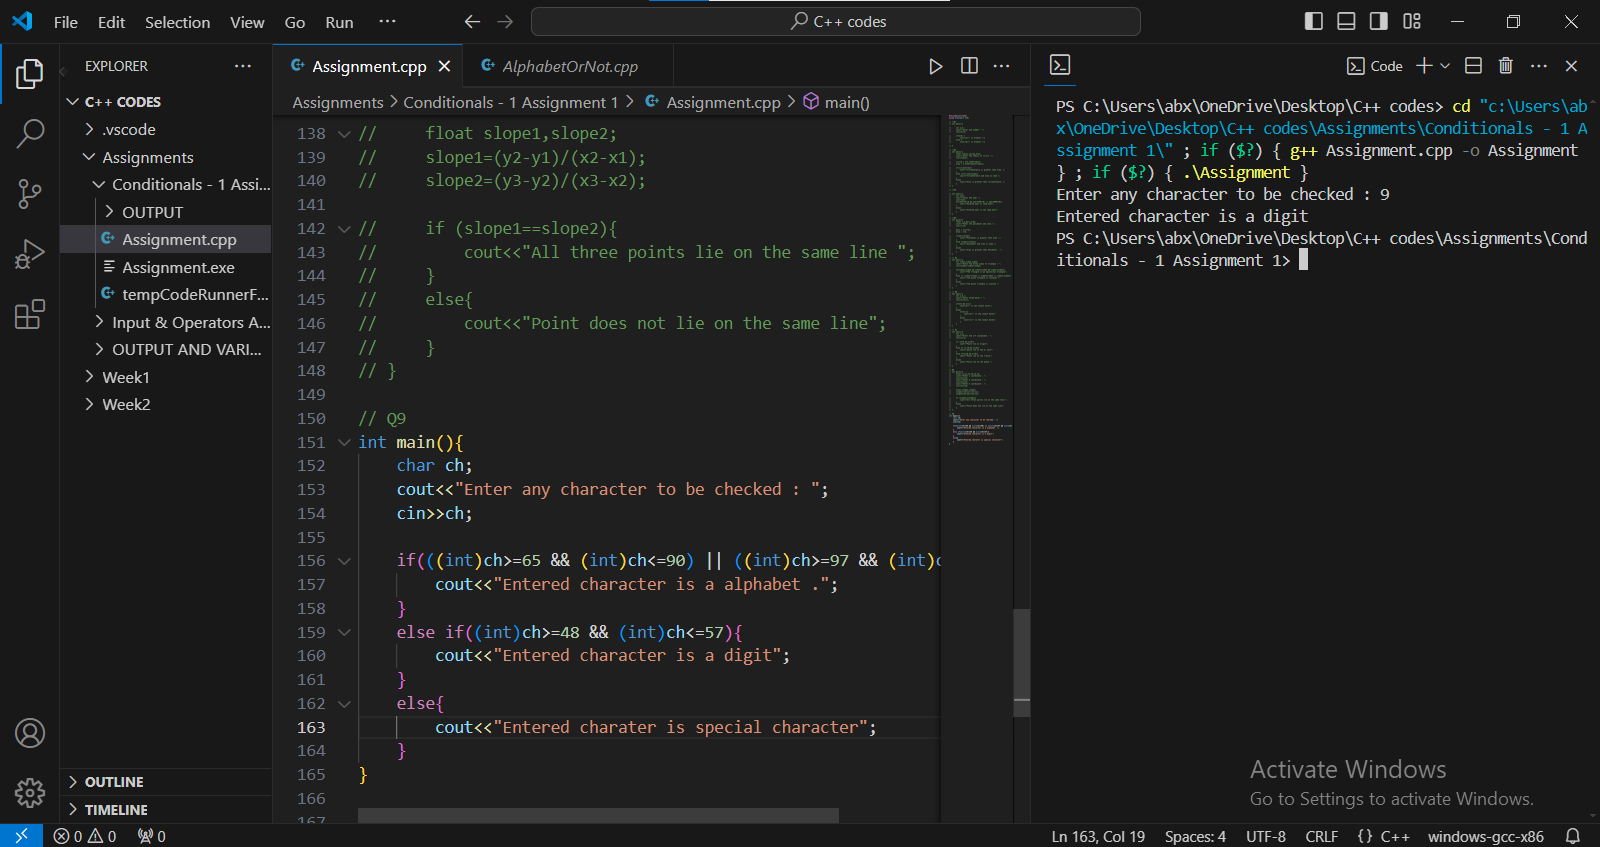 File Edit Selection View Go Run ··· C++ codes
EXPLORER ···
C++ CODES
.vscode
Assignments
Conditionals - 1 Assi...
OUTPUT
Assignment.cpp
Assignment.exe
tempCodeRunnerF...
Input & Operators A...
OUTPUT AND VARI...
Week1
Week2
OUTLINE
TIMELINE
Assignment.cpp AlphabetOrNot.cpp ···
Assignments > Conditionals - 1 Assignment 1 > Assignment.cpp > main()
138 //     float slope1,slope2;
139 //     slope1=(y2-y1)/(x2-x1);
140 //     slope2=(y3-y2)/(x3-x2);
141
142 //     if (slope1==slope2){
143 //         cout<<"All three points lie on the same line ";
144 //     }
145 //     else{
146 //         cout<<"Point does not lie on the same line";
147 //     }
148 // }
149
150 // Q9
151 int main(){
152     char ch;
153     cout<<"Enter any character to be checked : ";
154     cin>>ch;
155
156     if(((int)ch>=65 && (int)ch<=90) || ((int)ch>=97 && (int)c
157         cout<<"Entered character is a alphabet .";
158     }
159     else if((int)ch>=48 && (int)ch<=57){
160         cout<<"Entered character is a digit";
161     }
162     else{
163         cout<<"Entered charater is special character";
164     }
165 }
166
167
Code ···
PS C:\Users\abx\OneDrive\Desktop\C++ codes> cd "c:\Users\ab
x\OneDrive\Desktop\C++ codes\Assignments\Conditionals - 1 A
ssignment 1\" ; if ($?) { g++ Assignment.cpp -o Assignment
} ; if ($?) { .\Assignment }
Enter any character to be checked : 9
Entered character is a digit
PS C:\Users\abx\OneDrive\Desktop\C++ codes\Assignments\Cond
itionals - 1 Assignment 1>
Activate Windows
Go to Settings to activate Windows.
0 0 0 Ln 163, Col 19 Spaces: 4 UTF-8 CRLF {} C++ windows-gcc-x86